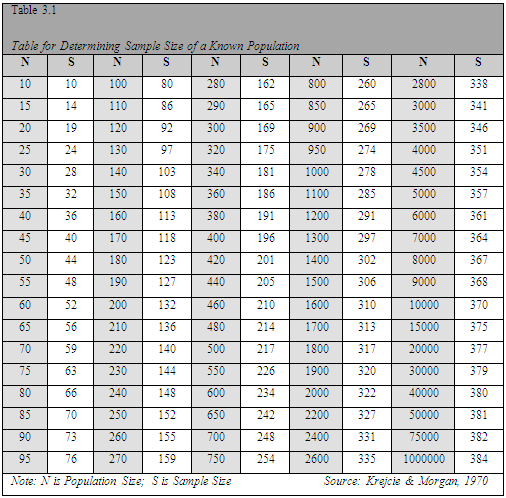 Table 3.1
Table for Determining Sample Size of a Known Population
N S N S N S N S N S
10 10 100 80 280 162 800 260 2800 338
15 14 110 86 290 165 850 265 3000 341
20 19 120 92 300 169 900 269 3500 346
25 24 130 97 320 175 950 274 4000 351
30 28 140 103 340 181 1000 278 4500 354
35 32 150 108 360 186 1100 285 5000 357
40 36 160 113 380 191 1200 291 6000 361
45 40 170 118 400 196 1300 297 7000 364
50 44 180 123 420 201 1400 302 8000 367
55 48 190 127 440 205 1500 306 9000 368
60 52 200 132 460 210 1600 310 10000 370
65 56 210 136 480 214 1700 313 15000 375
70 59 220 140 500 217 1800 317 20000 377
75 63 230 144 550 226 1900 320 30000 379
80 66 240 148 600 234 2000 322 40000 380
85 70 250 152 650 242 2200 327 50000 381
90 73 260 155 700 248 2400 331 75000 382
95 76 270 159 750 254 2600 335 1000000 384
Note: N is Population Size; S is Sample Size Source: Krejcie & Morgan, 1970